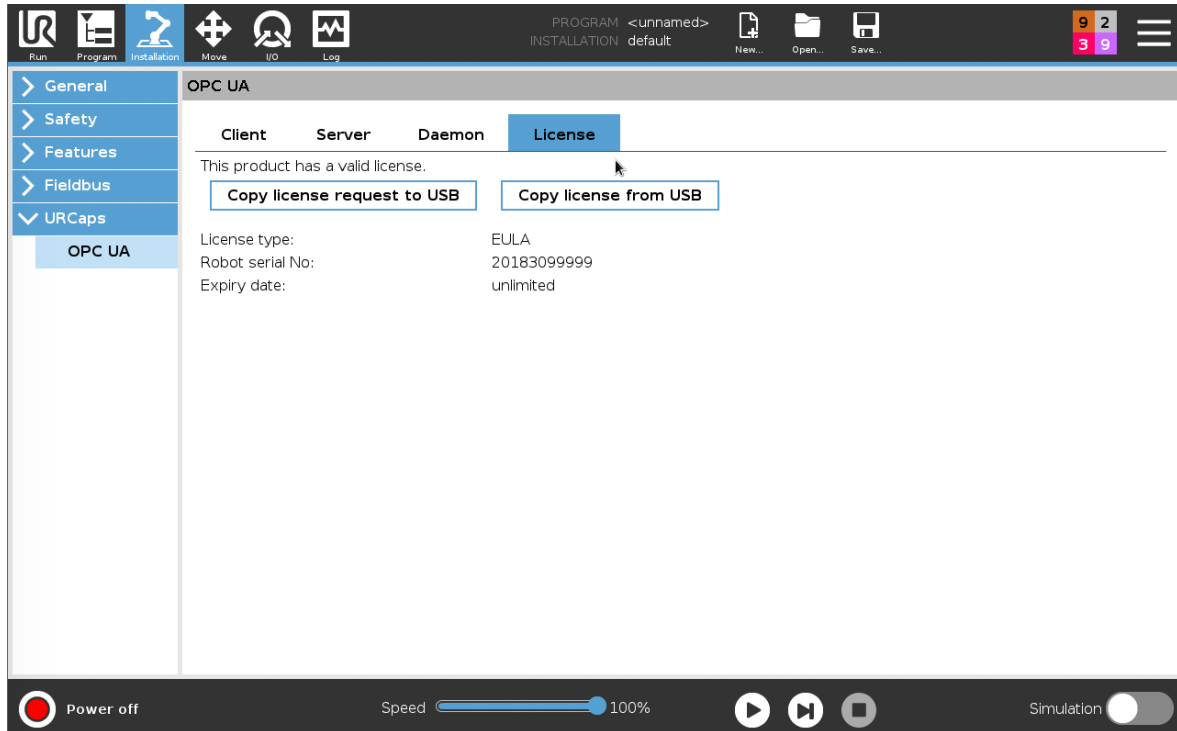 PROGRAM <unnamed>
INSTALLATION default
9 2
3 9
Run Program Installation Move I/O Log New... Open... Save...
General
Safety
Features
Fieldbus
URCaps
OPC UA
OPC UA
Client Server Daemon License
This product has a valid license.
Copy license request to USB Copy license from USB
License type: EULA
Robot serial No: 20183099999
Expiry date: unlimited
Power off Speed 100% Simulation